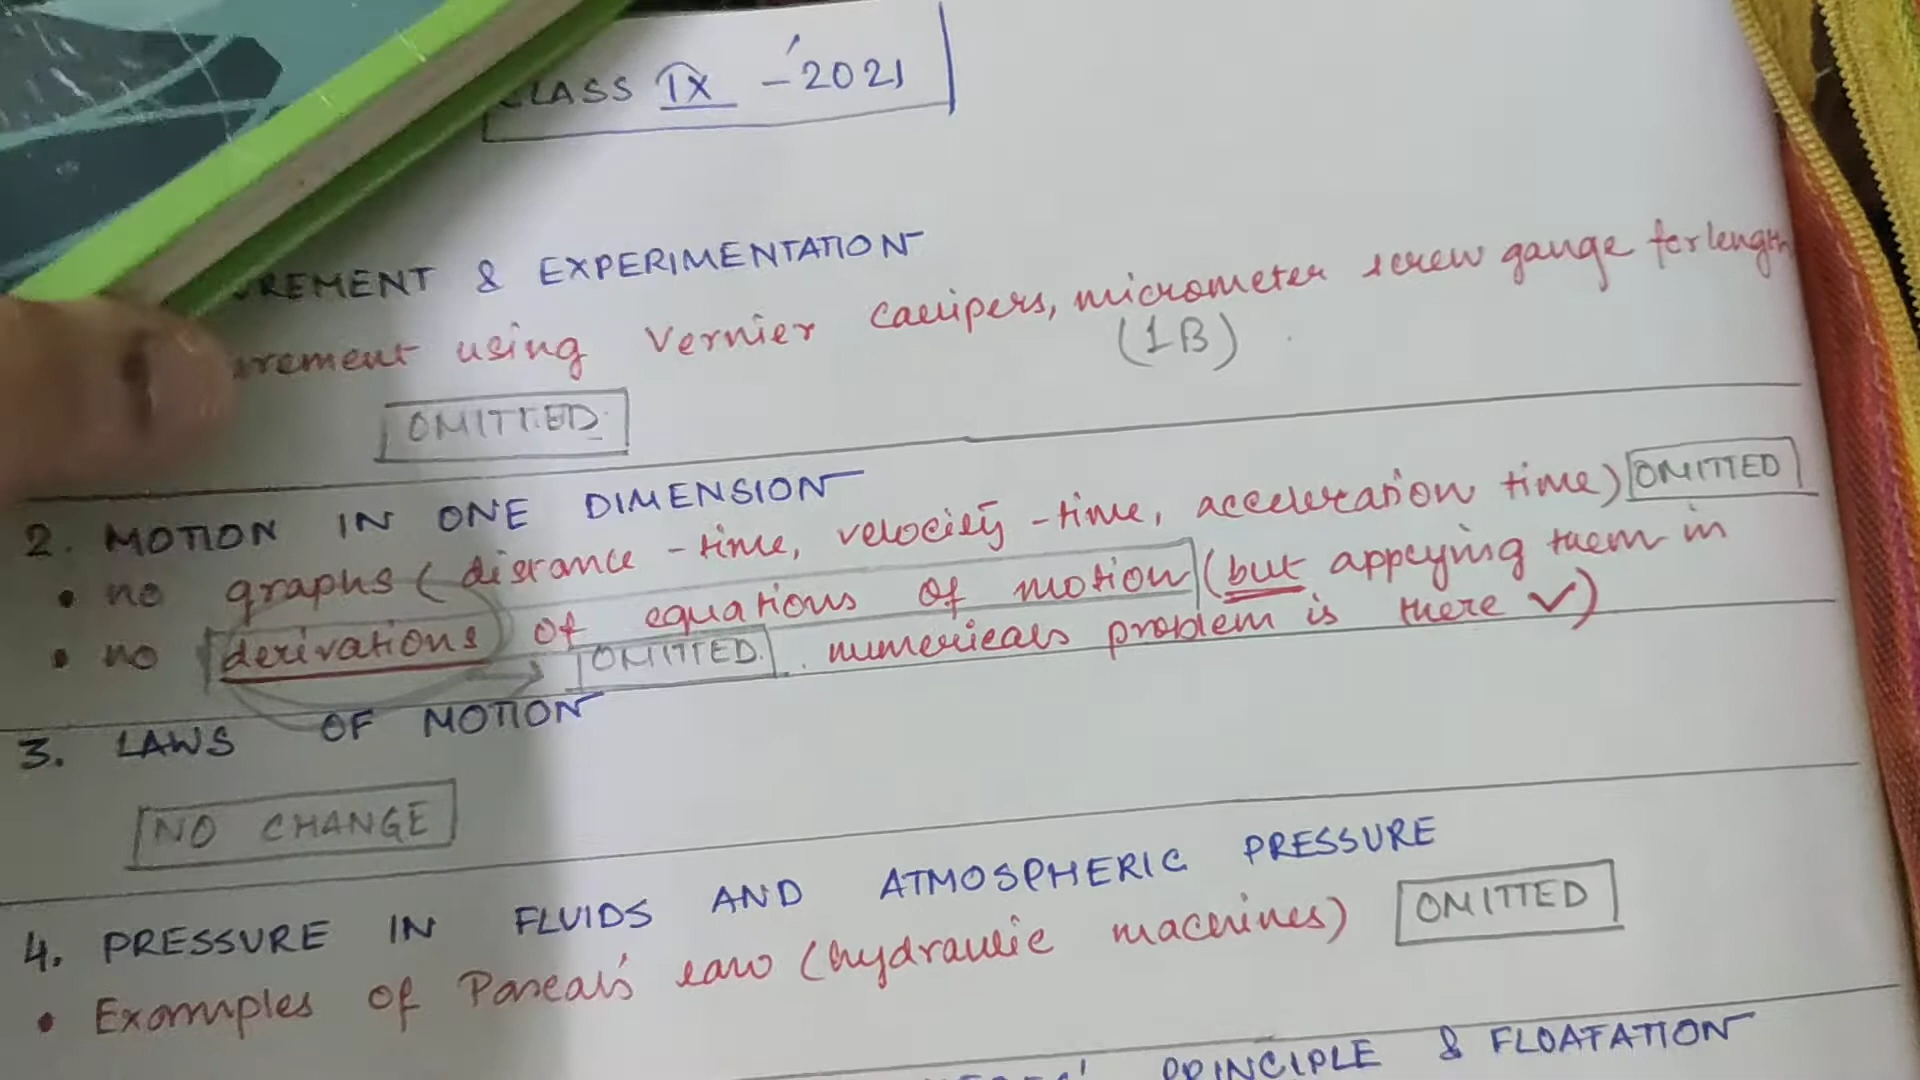 CLASS IX - 2021
UREMENT & EXPERIMENTATION
urement using Vernier Callipers, micrometer screw gauge for length
(1B)
OMITTED
2. MOTION IN ONE DIMENSION
• no graphs (distance - time, velocity - time, acceleration time) OMITTED
• no derivations of equations of motion (but applying them in
OMITTED. numericals problem is there ✓)
3. LAWS OF MOTION
NO CHANGE
4. PRESSURE IN FLUIDS AND ATMOSPHERIC PRESSURE
• Examples of Pascal's law (hydraulic machines) OMITTED
PRINCIPLE & FLOATATION